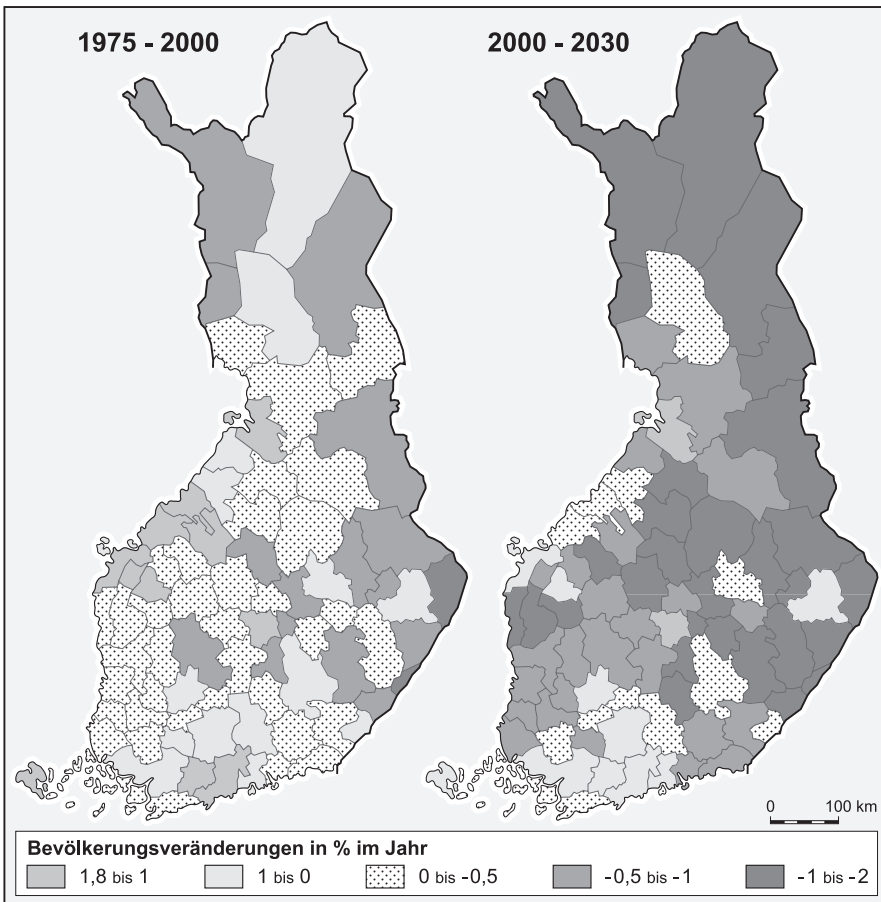 1975 - 2000
2000 - 2030
0 100 km
Bevölkerungsveränderungen in % im Jahr
1,8 bis 1
1 bis 0
0 bis -0,5
-0,5 bis -1
-1 bis -2